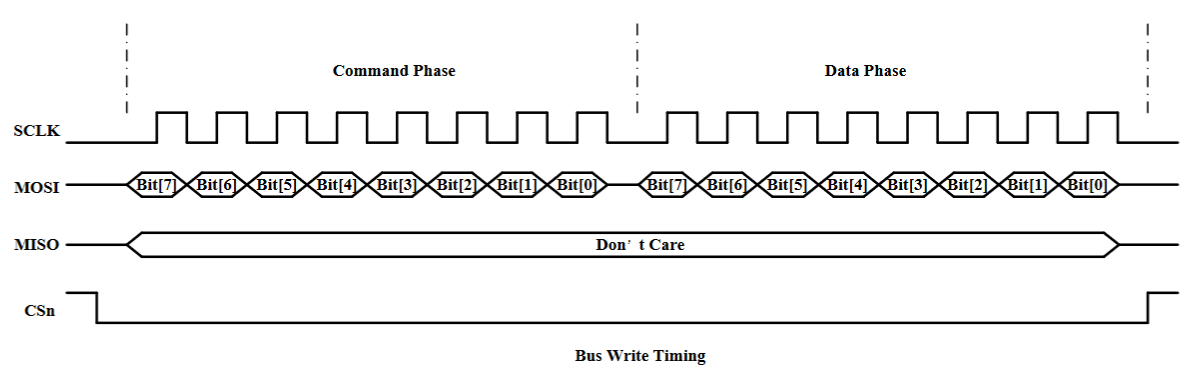 Command Phase Data Phase
SCLK
MOSI Bit[7] Bit[6] Bit[5] Bit[4] Bit[3] Bit[2] Bit[1] Bit[0] Bit[7] Bit[6] Bit[5] Bit[4] Bit[3] Bit[2] Bit[1] Bit[0]
MISO Don’t Care
CSn
Bus Write Timing